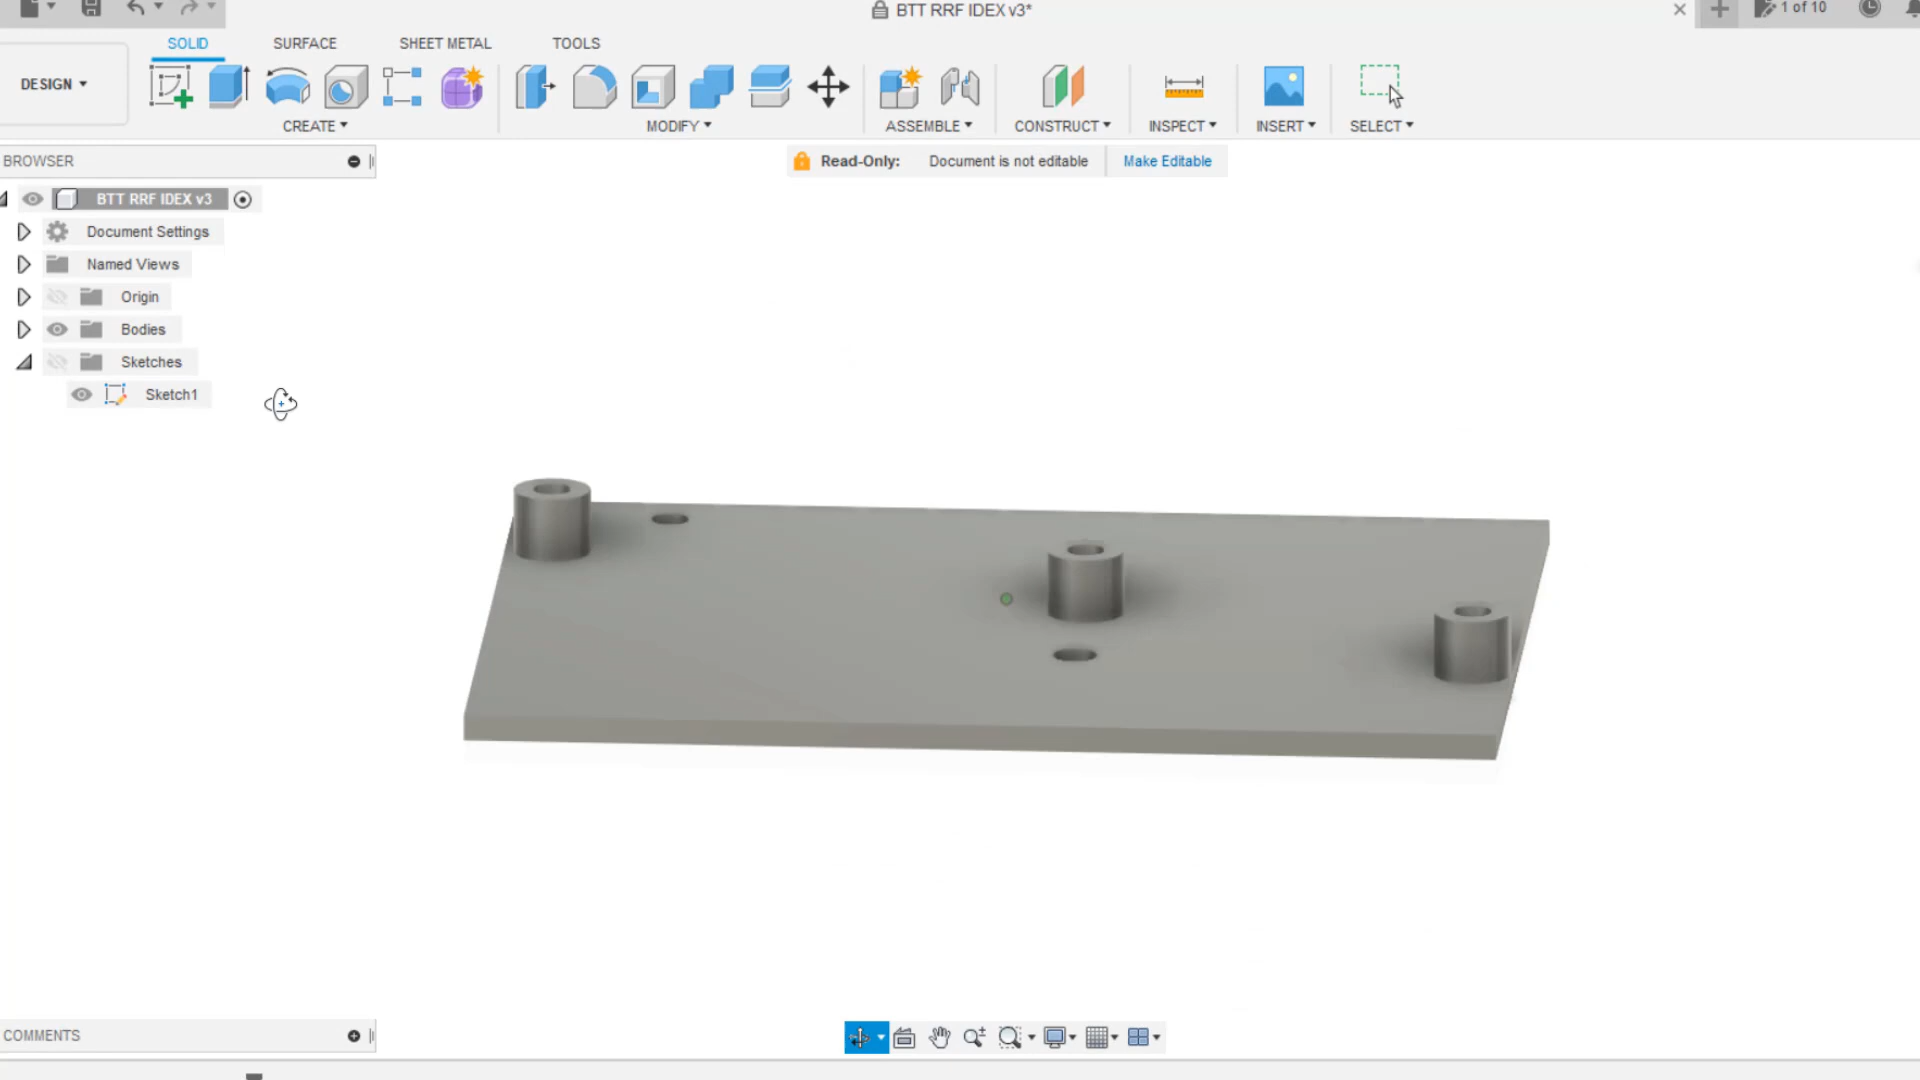 BTT RRF IDEX v3*
1 of 10
SOLID SURFACE SHEET METAL TOOLS
DESIGN
CREATE MODIFY ASSEMBLE CONSTRUCT INSPECT INSERT SELECT
BROWSER
Read-Only: Document is not editable Make Editable
BTT RRF IDEX v3
Document Settings
Named Views
Origin
Bodies
Sketches
Sketch1
COMMENTS